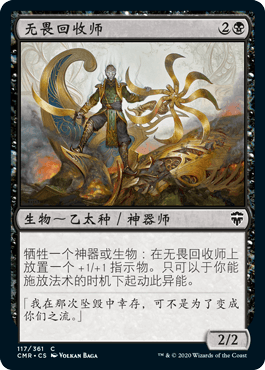 无畏回收师 2
生物～乙太种／神器师
牺牲一个神器或生物：在无畏回收师上
放置一个 +1/+1 指示物。只可以于你能
施放法术的时机下起动此异能。
「我在那次坠毁中幸存，可不是为了变成
你们之流。」
2/2
117/361 C
CMR • CS VOLKAN BAGA
™ & © 2020 Wizards of the Coast